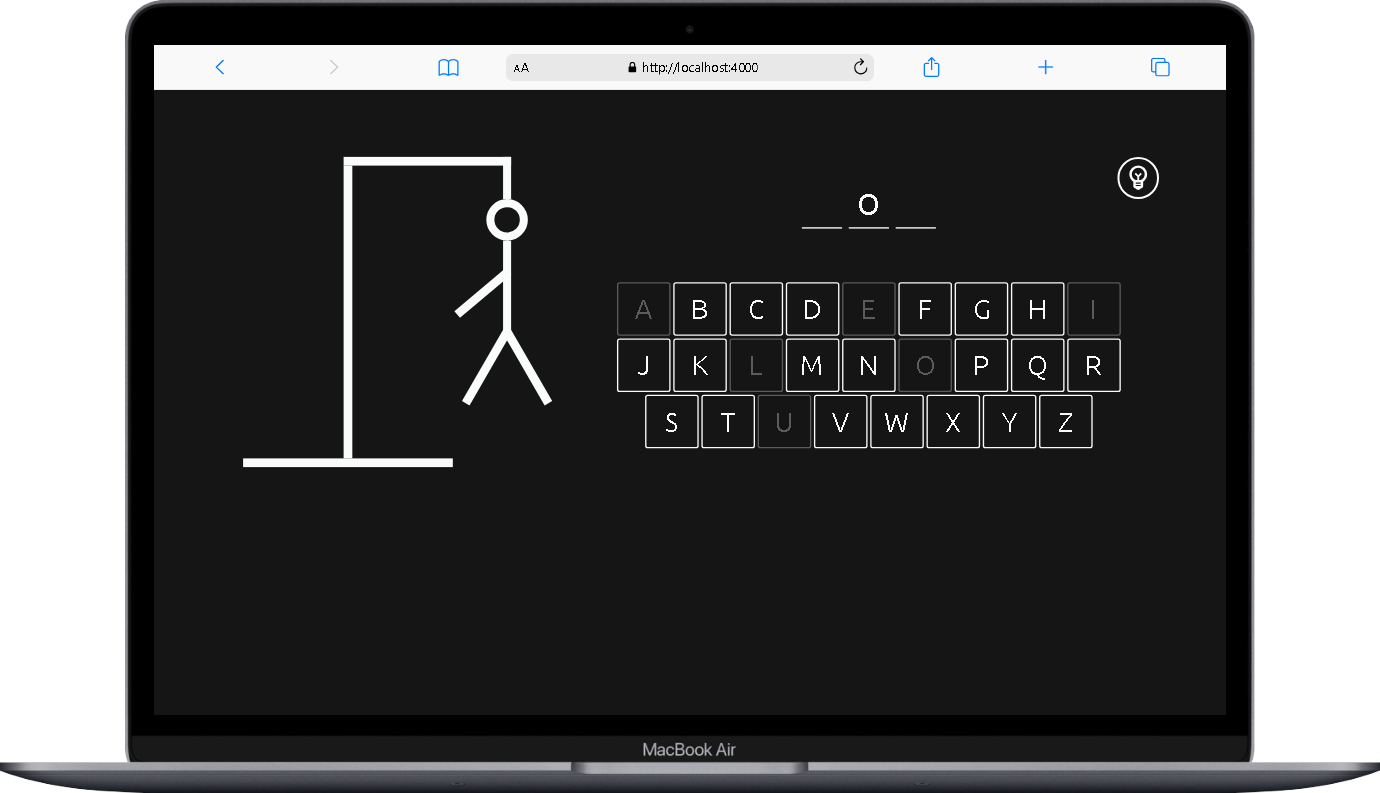 AA http://localhost:4000
O
A B C D E F G H I
J K L M N O P Q R
S T U V W X Y Z
MacBook Air